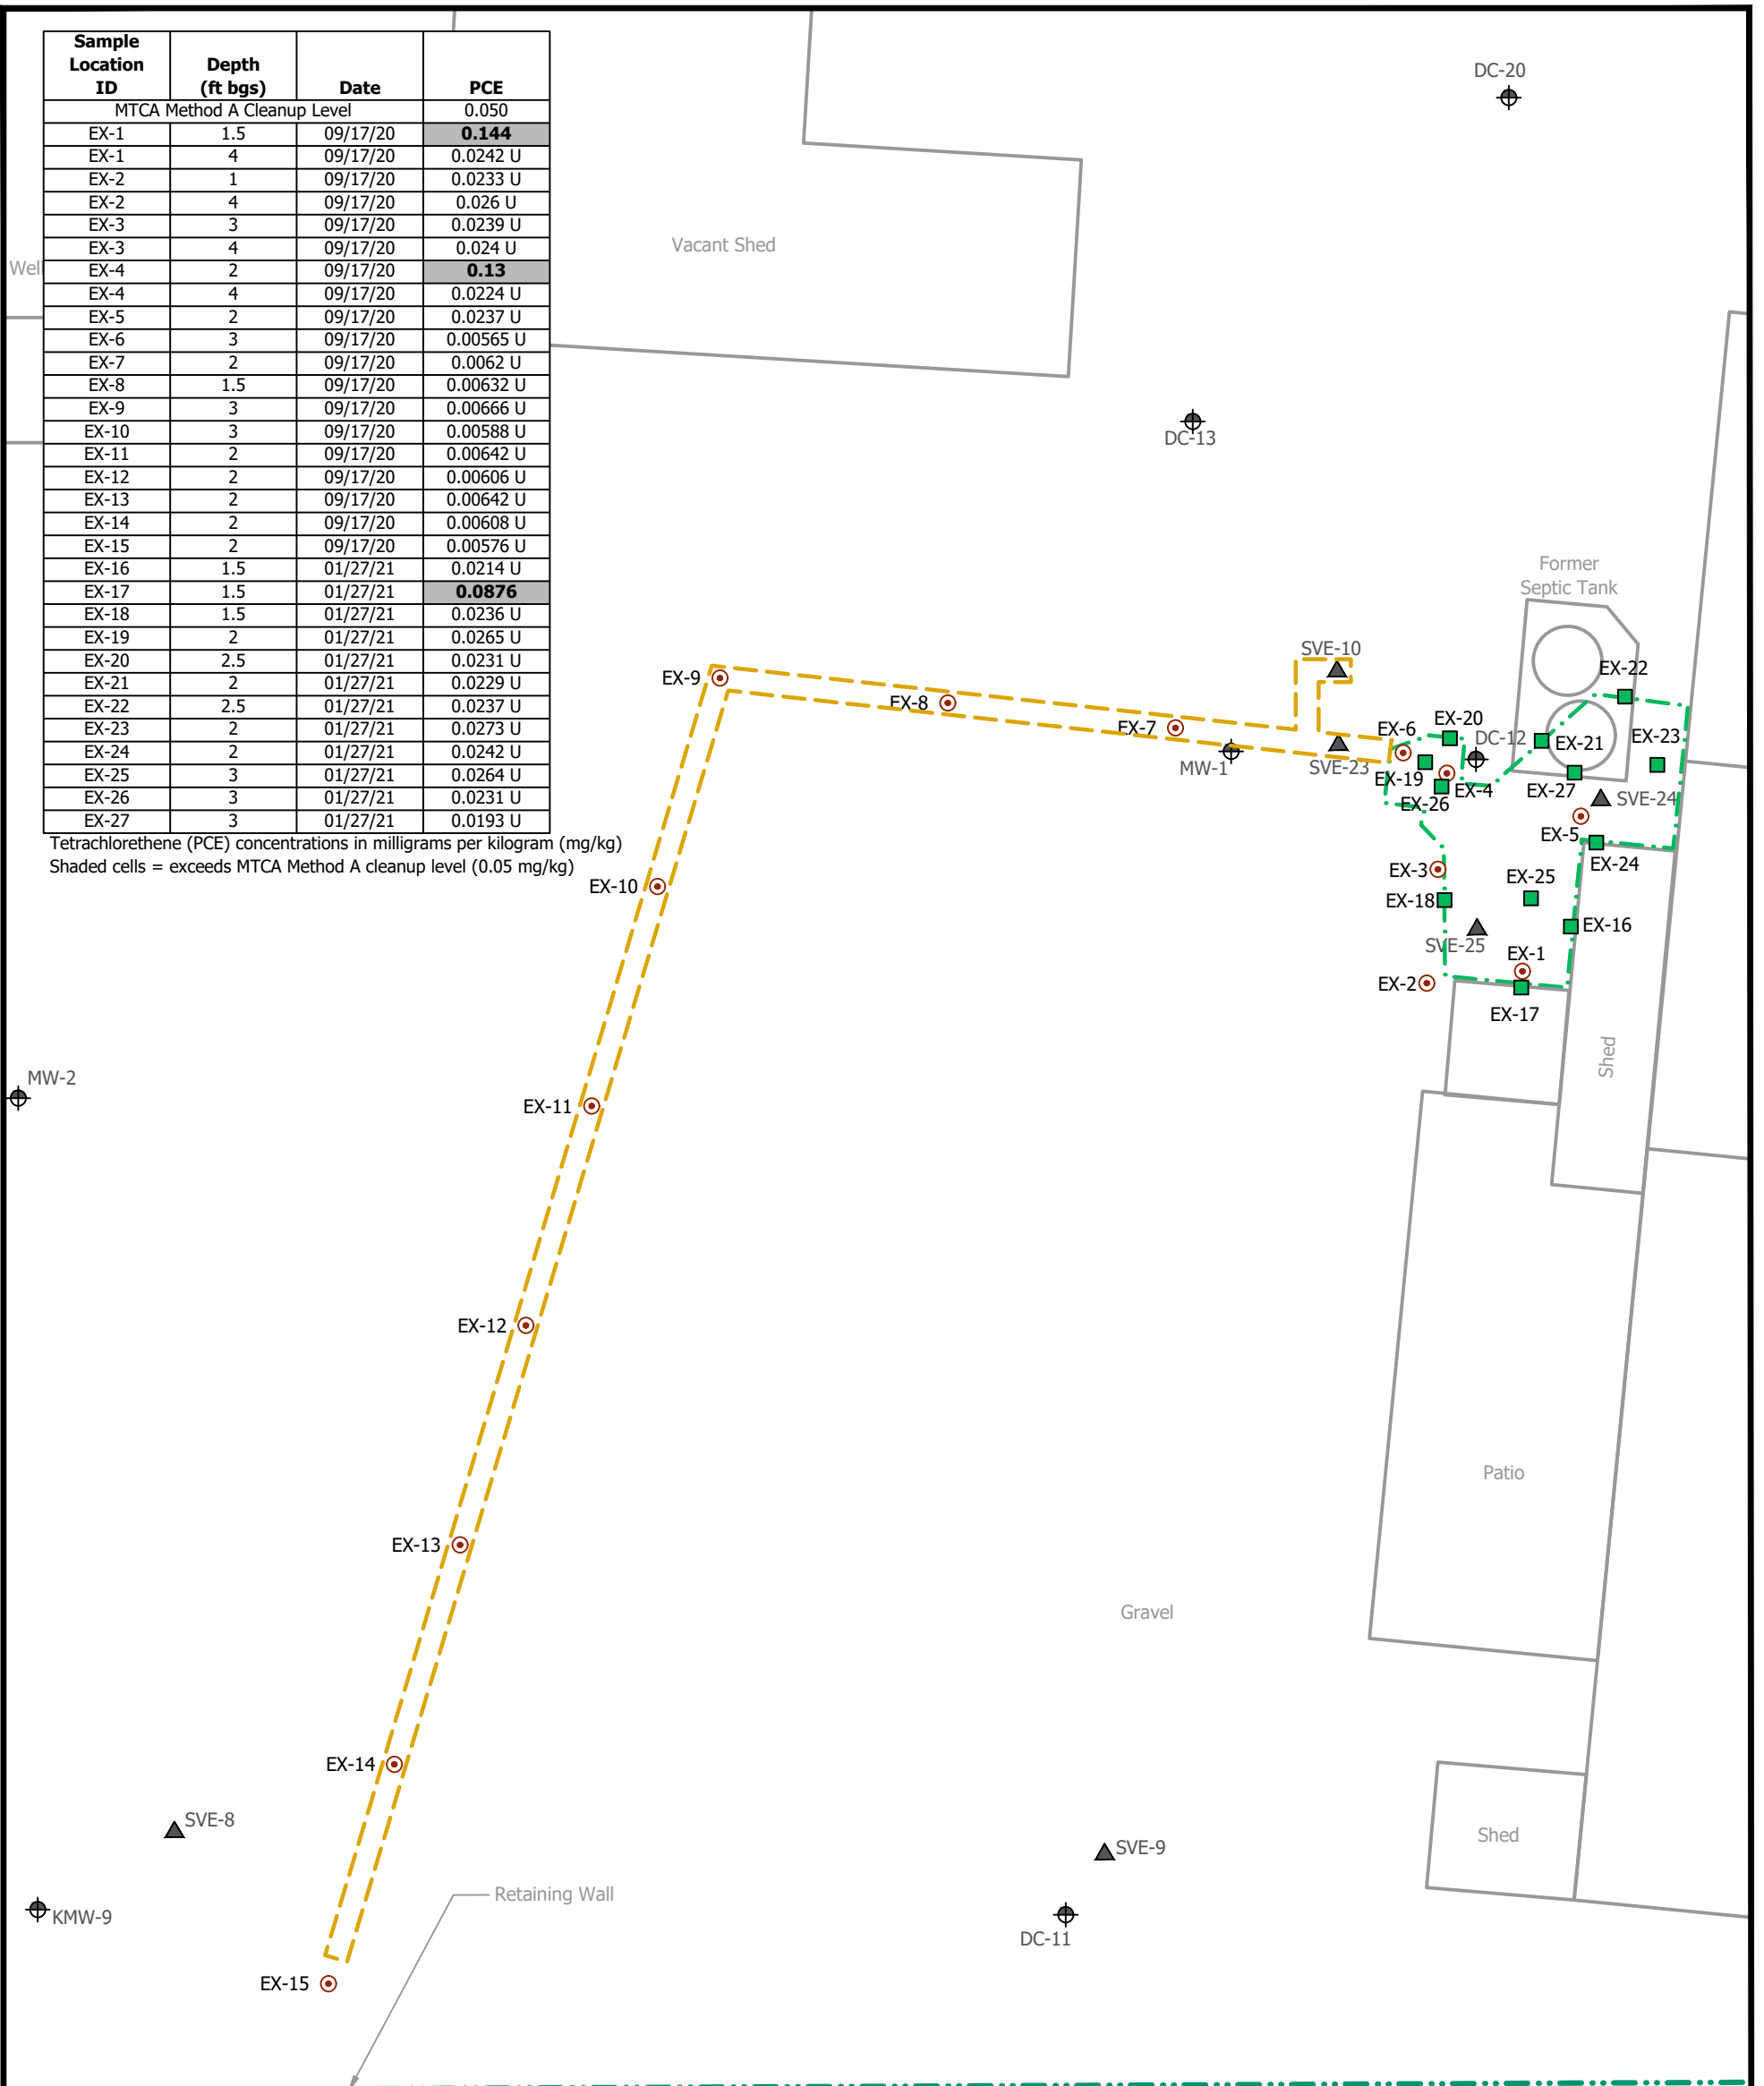 Sample Location ID	Depth (ft bgs)	Date	PCE
MTCA Method A Cleanup Level	0.050
EX-1	1.5	09/17/20	0.144
EX-1	4	09/17/20	0.0242 U
EX-2	1	09/17/20	0.0233 U
EX-2	4	09/17/20	0.026 U
EX-3	3	09/17/20	0.0239 U
EX-3	4	09/17/20	0.024 U
EX-4	2	09/17/20	0.13
EX-4	4	09/17/20	0.0224 U
EX-5	2	09/17/20	0.0237 U
EX-6	3	09/17/20	0.00565 U
EX-7	2	09/17/20	0.0062 U
EX-8	1.5	09/17/20	0.00632 U
EX-9	3	09/17/20	0.00666 U
EX-10	3	09/17/20	0.00588 U
EX-11	2	09/17/20	0.00642 U
EX-12	2	09/17/20	0.00606 U
EX-13	2	09/17/20	0.00642 U
EX-14	2	09/17/20	0.00608 U
EX-15	2	09/17/20	0.00576 U
EX-16	1.5	01/27/21	0.0214 U
EX-17	1.5	01/27/21	0.0876
EX-18	1.5	01/27/21	0.0236 U
EX-19	2	01/27/21	0.0265 U
EX-20	2.5	01/27/21	0.0231 U
EX-21	2	01/27/21	0.0229 U
EX-22	2.5	01/27/21	0.0237 U
EX-23	2	01/27/21	0.0273 U
EX-24	2	01/27/21	0.0242 U
EX-25	3	01/27/21	0.0264 U
EX-26	3	01/27/21	0.0231 U
EX-27	3	01/27/21	0.0193 U
Tetrachlorethene (PCE) concentrations in milligrams per kilogram (mg/kg)
Shaded cells = exceeds MTCA Method A cleanup level (0.05 mg/kg)
DC-20
Vacant Shed
Well
DC-13
Former
Septic Tank
SVE-10
EX-22
EX-9
EX-8
EX-7
EX-6
EX-20
DC-12
EX-21
EX-23
MW-1
SVE-23
EX-19
EX-4
EX-27
SVE-24
EX-26
EX-5
EX-24
EX-3
EX-25
EX-10
EX-18
EX-16
SVE-25
EX-1
EX-2
EX-17
Shed
MW-2
EX-11
EX-12
Patio
EX-13
Gravel
EX-14
SVE-8
Shed
SVE-9
Retaining Wall
KMW-9
DC-11
EX-15